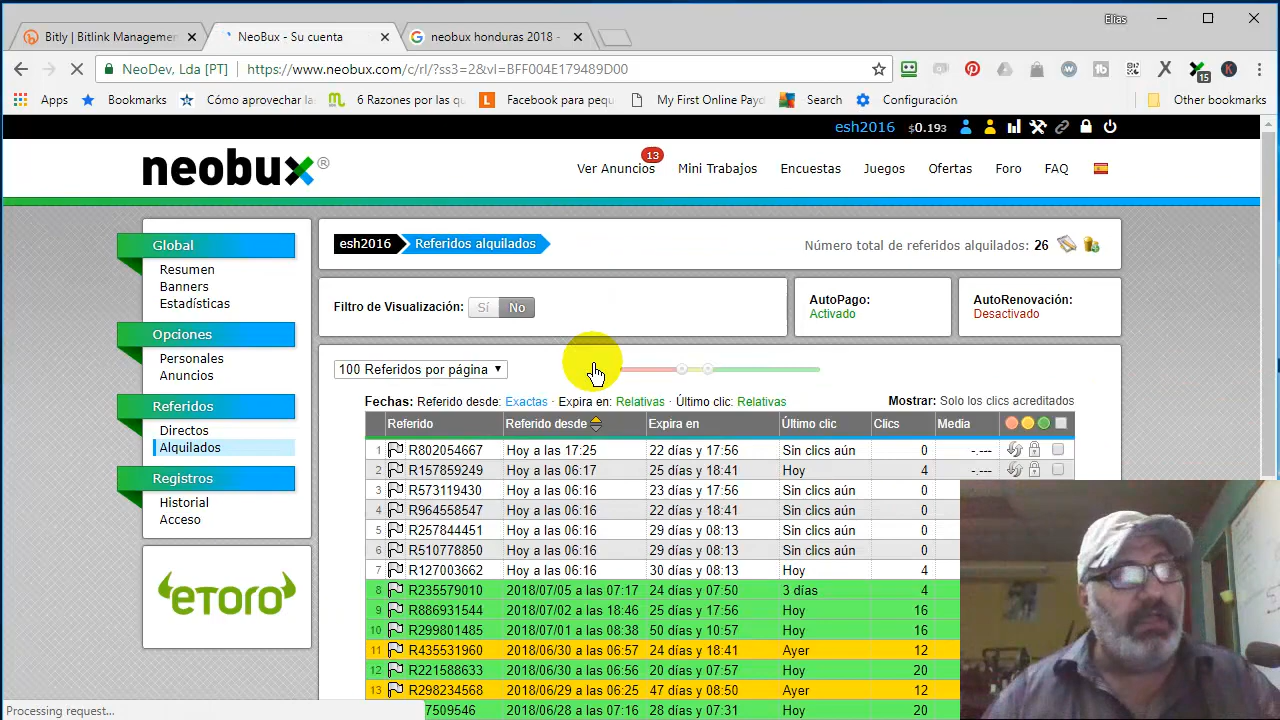 Elias
Bitly | Bitlink Manageme
NeoBux - Su cuenta
neobux honduras 2018 -
NeoDev, Lda [PT]
https://www.neobux.com/c/rl/?ss3=2&vl=BFF004E179489D00
15
K
Apps
Bookmarks
Cómo aprovechar la
6 Razones por las qu
Facebook para pequ
My First Online Payd
Search
Configuración
Other bookmarks
esh2016 $0.193
neobux®
13
Ver Anuncios
Mini Trabajos
Encuestas
Juegos
Ofertas
Foro
FAQ
Global
Resumen
Banners
Estadísticas
Opciones
Personales
Anuncios
Referidos
Directos
Alquilados
Registros
Historial
Acceso
eTORO
esh2016 Referidos alquilados
Número total de referidos alquilados: 26
Filtro de Visualización: Sí No
AutoPago:
Activado
AutoRenovación:
Desactivado
100 Referidos por página
Fechas: Referido desde: Exactas · Expira en: Relativas · Último clic: Relativas
Mostrar: Solo los clics acreditados
Referido Referido desde Expira en Último clic Clics Media
1 R802054667 Hoy a las 17:25 22 días y 17:56 Sin clics aún 0 -.---
2 R157859249 Hoy a las 06:17 25 días y 18:41 Hoy 4 -.---
3 R573119430 Hoy a las 06:16 23 días y 17:56 Sin clics aún 0
4 R964558547 Hoy a las 06:16 22 días y 18:41 Sin clics aún 0
5 R257844451 Hoy a las 06:16 29 días y 08:13 Sin clics aún 0
6 R510778850 Hoy a las 06:16 29 días y 08:13 Sin clics aún 0
7 R127003662 Hoy a las 06:16 30 días y 08:13 Hoy 4
8 R235579010 2018/07/05 a las 07:17 24 días y 07:50 3 días 4
9 R886931544 2018/07/02 a las 18:46 25 días y 17:56 Hoy 16
10 R299801485 2018/07/01 a las 08:38 50 días y 10:57 Hoy 16
11 R435531960 2018/06/30 a las 06:57 24 días y 18:41 Ayer 12
12 R221588633 2018/06/30 a las 06:56 20 días y 07:57 Hoy 20
13 R298234568 2018/06/29 a las 06:25 47 días y 08:50 Ayer 12
7509546 2018/06/28 a las 07:16 28 días y 07:31 Hoy 20
Processing request...